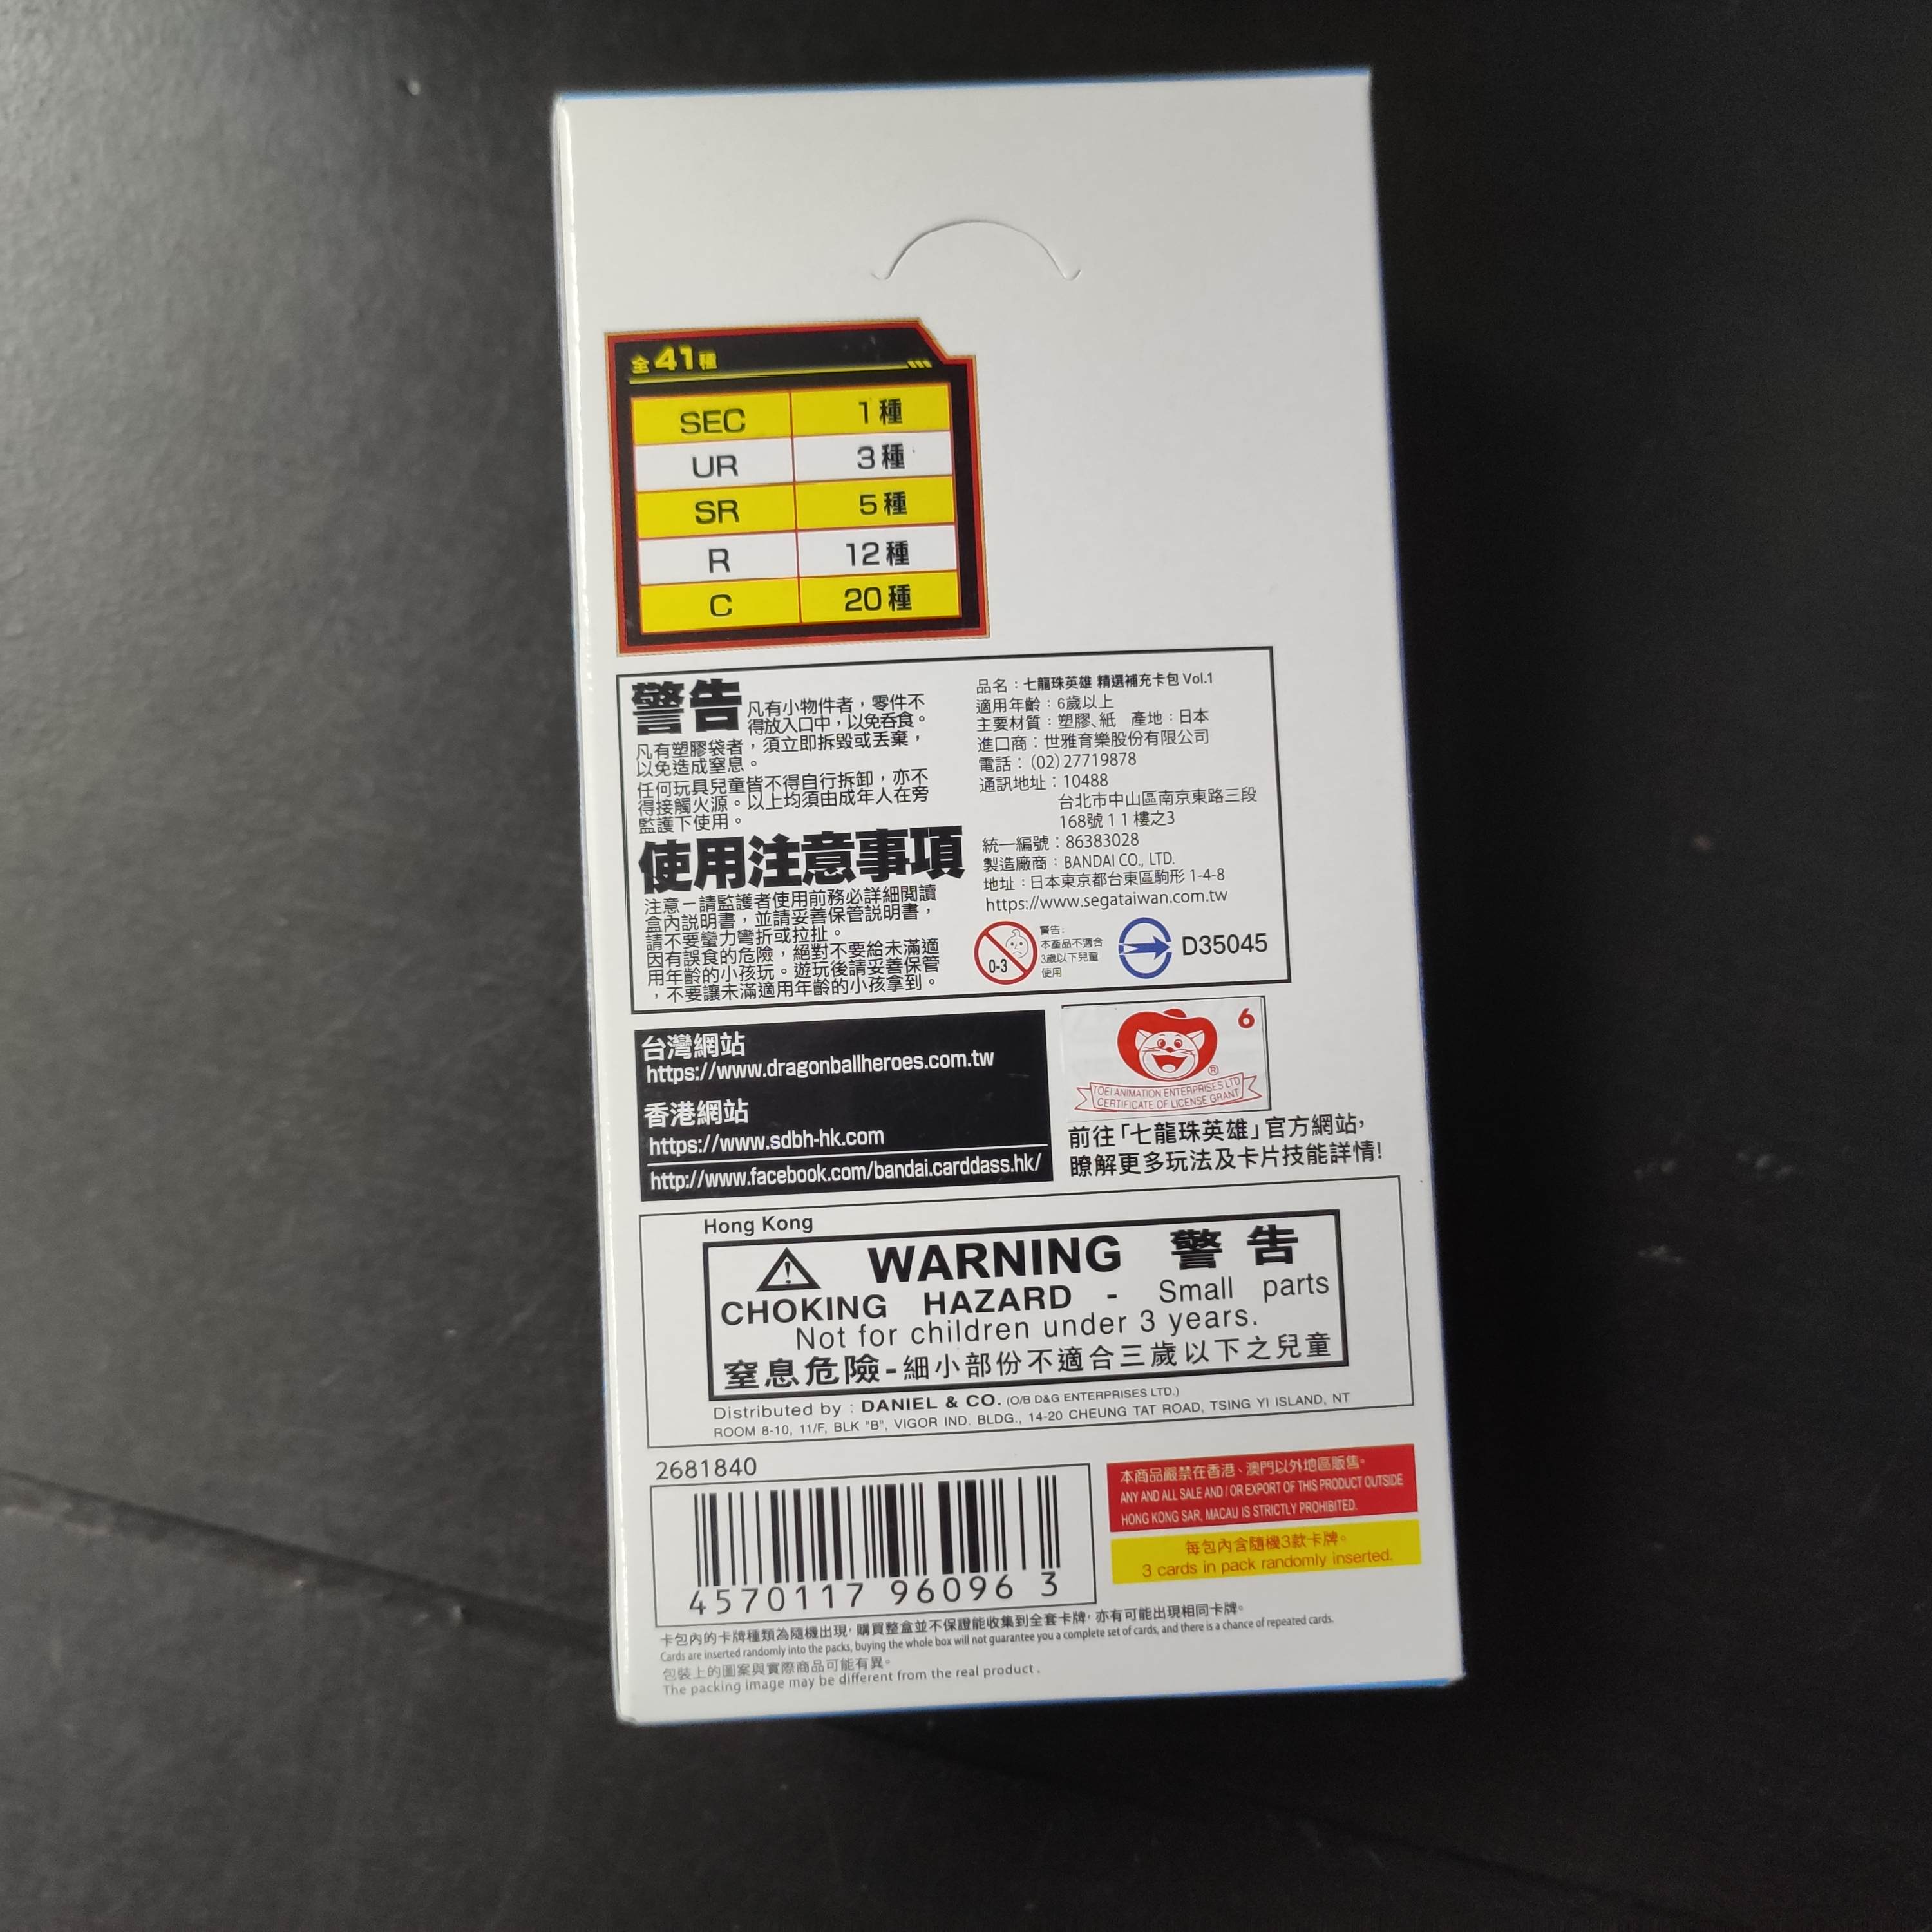 全41種
SEC 1種
UR 3種
SR 5種
R 12種
C 20種
警告 凡有小物件者，零件不
得放入口中，以免吞食。
凡有塑膠袋者，須立即拆毀或丟棄，
以免造成窒息。
任何玩具兒童皆不得自行拆卸，亦不
得接觸火源。以上均須由成年人在旁
監護下使用。
使用注意事項
注意－請監護者使用前務必詳細閱讀
盒內說明書，並請妥善保管說明書，
請不要蠻力彎折或拉扯。
因有誤食的危險，絕對不要給未滿適
用年齡的小孩玩。遊玩後請妥善保管
，不要讓未滿適用年齡的小孩拿到。
品名：七龍珠英雄 精選補充卡包 Vol.1
適用年齡：6歲以上
主要材質：塑膠、紙 產地：日本
進口商：世雅育樂股份有限公司
電話：(02)27719878
通訊地址：10488
台北市中山區南京東路三段
168號11樓之3
統一編號：86383028
製造廠商：BANDAI CO., LTD.
地址：日本東京都台東區駒形 1-4-8
https://www.segataiwan.com.tw
0-3
警告:
本產品不適合
3歲以下兒童
使用
D35045
台灣網站
https://www.dragonballheroes.com.tw
香港網站
https://www.sdbh-hk.com
http://www.facebook.com/bandai.carddass.hk/
6
®
TOEI ANIMATION ENTERPRISES LTD
CERTIFICATE OF LICENSE GRANT
前往「七龍珠英雄」官方網站，
瞭解更多玩法及卡片技能詳情!
Hong Kong
WARNING 警告
CHOKING HAZARD - Small parts
Not for children under 3 years.
窒息危險-細小部份不適合三歲以下之兒童
Distributed by : DANIEL & CO. (O/B D&G ENTERPRISES LTD.)
ROOM 8-10, 11/F, BLK "B", VIGOR IND. BLDG., 14-20 CHEUNG TAT ROAD, TSING YI ISLAND, NT
2681840
4570117 96096 3
本商品嚴禁在香港、澳門以外地區販售。
ANY AND ALL SALE AND / OR EXPORT OF THIS PRODUCT OUTSIDE
HONG KONG SAR, MACAU IS STRICTLY PROHIBITED.
每包內含隨機3款卡牌。
3 cards in pack randomly inserted.
卡包內的卡牌種類為隨機出現，購買整盒並不保證能收集到全套卡牌，亦有可能出現相同卡牌。
Cards are inserted randomly into the packs, buying the whole box will not guarantee you a complete set of cards, and there is a chance of repeated cards.
包裝上的圖案與實際商品可能有異。
The packing image may be different from the real product.